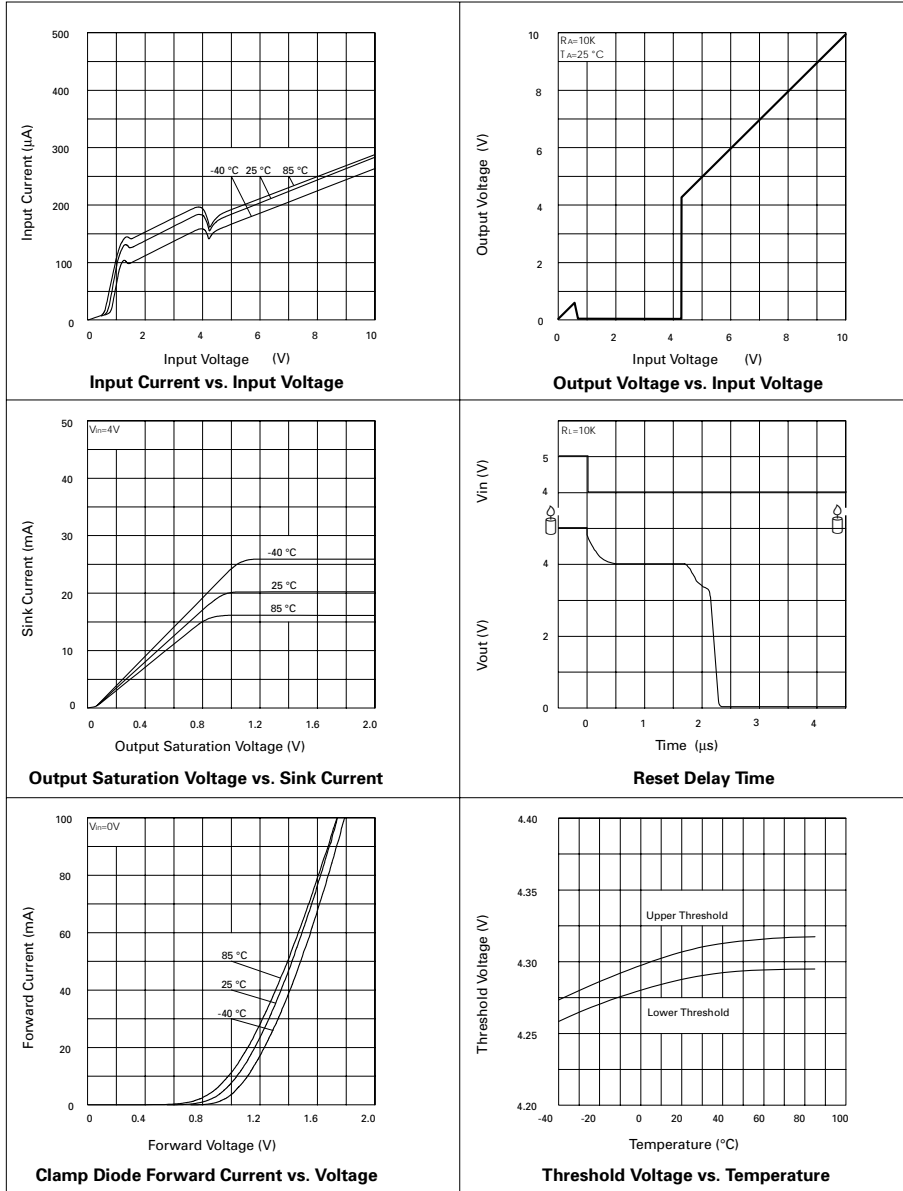 500
400
300
200
100
0
Input Current (µA)
-40 °C 25 °C 85 °C
0 2 4 6 8 10
Input Voltage (V)
Input Current vs. Input Voltage
RA=10K
TA=25 °C
10
8
6
4
2
0
Output Voltage (V)
0 2 4 6 8 10
Input Voltage (V)
Output Voltage vs. Input Voltage
Vin=4V
50
40
30
20
10
0
Sink Current (mA)
-40 °C
25 °C
85 °C
0 0.4 0.8 1.2 1.6 2.0
Output Saturation Voltage (V)
Output Saturation Voltage vs. Sink Current
RL=10K
Vin (V)
5
4
Vout (V)
4
2
0
0 1 2 3 4
Time (µs)
Reset Delay Time
Vin=0V
100
80
60
40
20
0
Forward Current (mA)
85 °C
25 °C
-40 °C
0 0.4 0.8 1.2 1.6 2.0
Forward Voltage (V)
Clamp Diode Forward Current vs. Voltage
4.40
4.35
4.30
4.25
4.20
Threshold Voltage (V)
Upper Threshold
Lower Threshold
-40 -20 0 20 40 60 80 100
Temperature (°C)
Threshold Voltage vs. Temperature